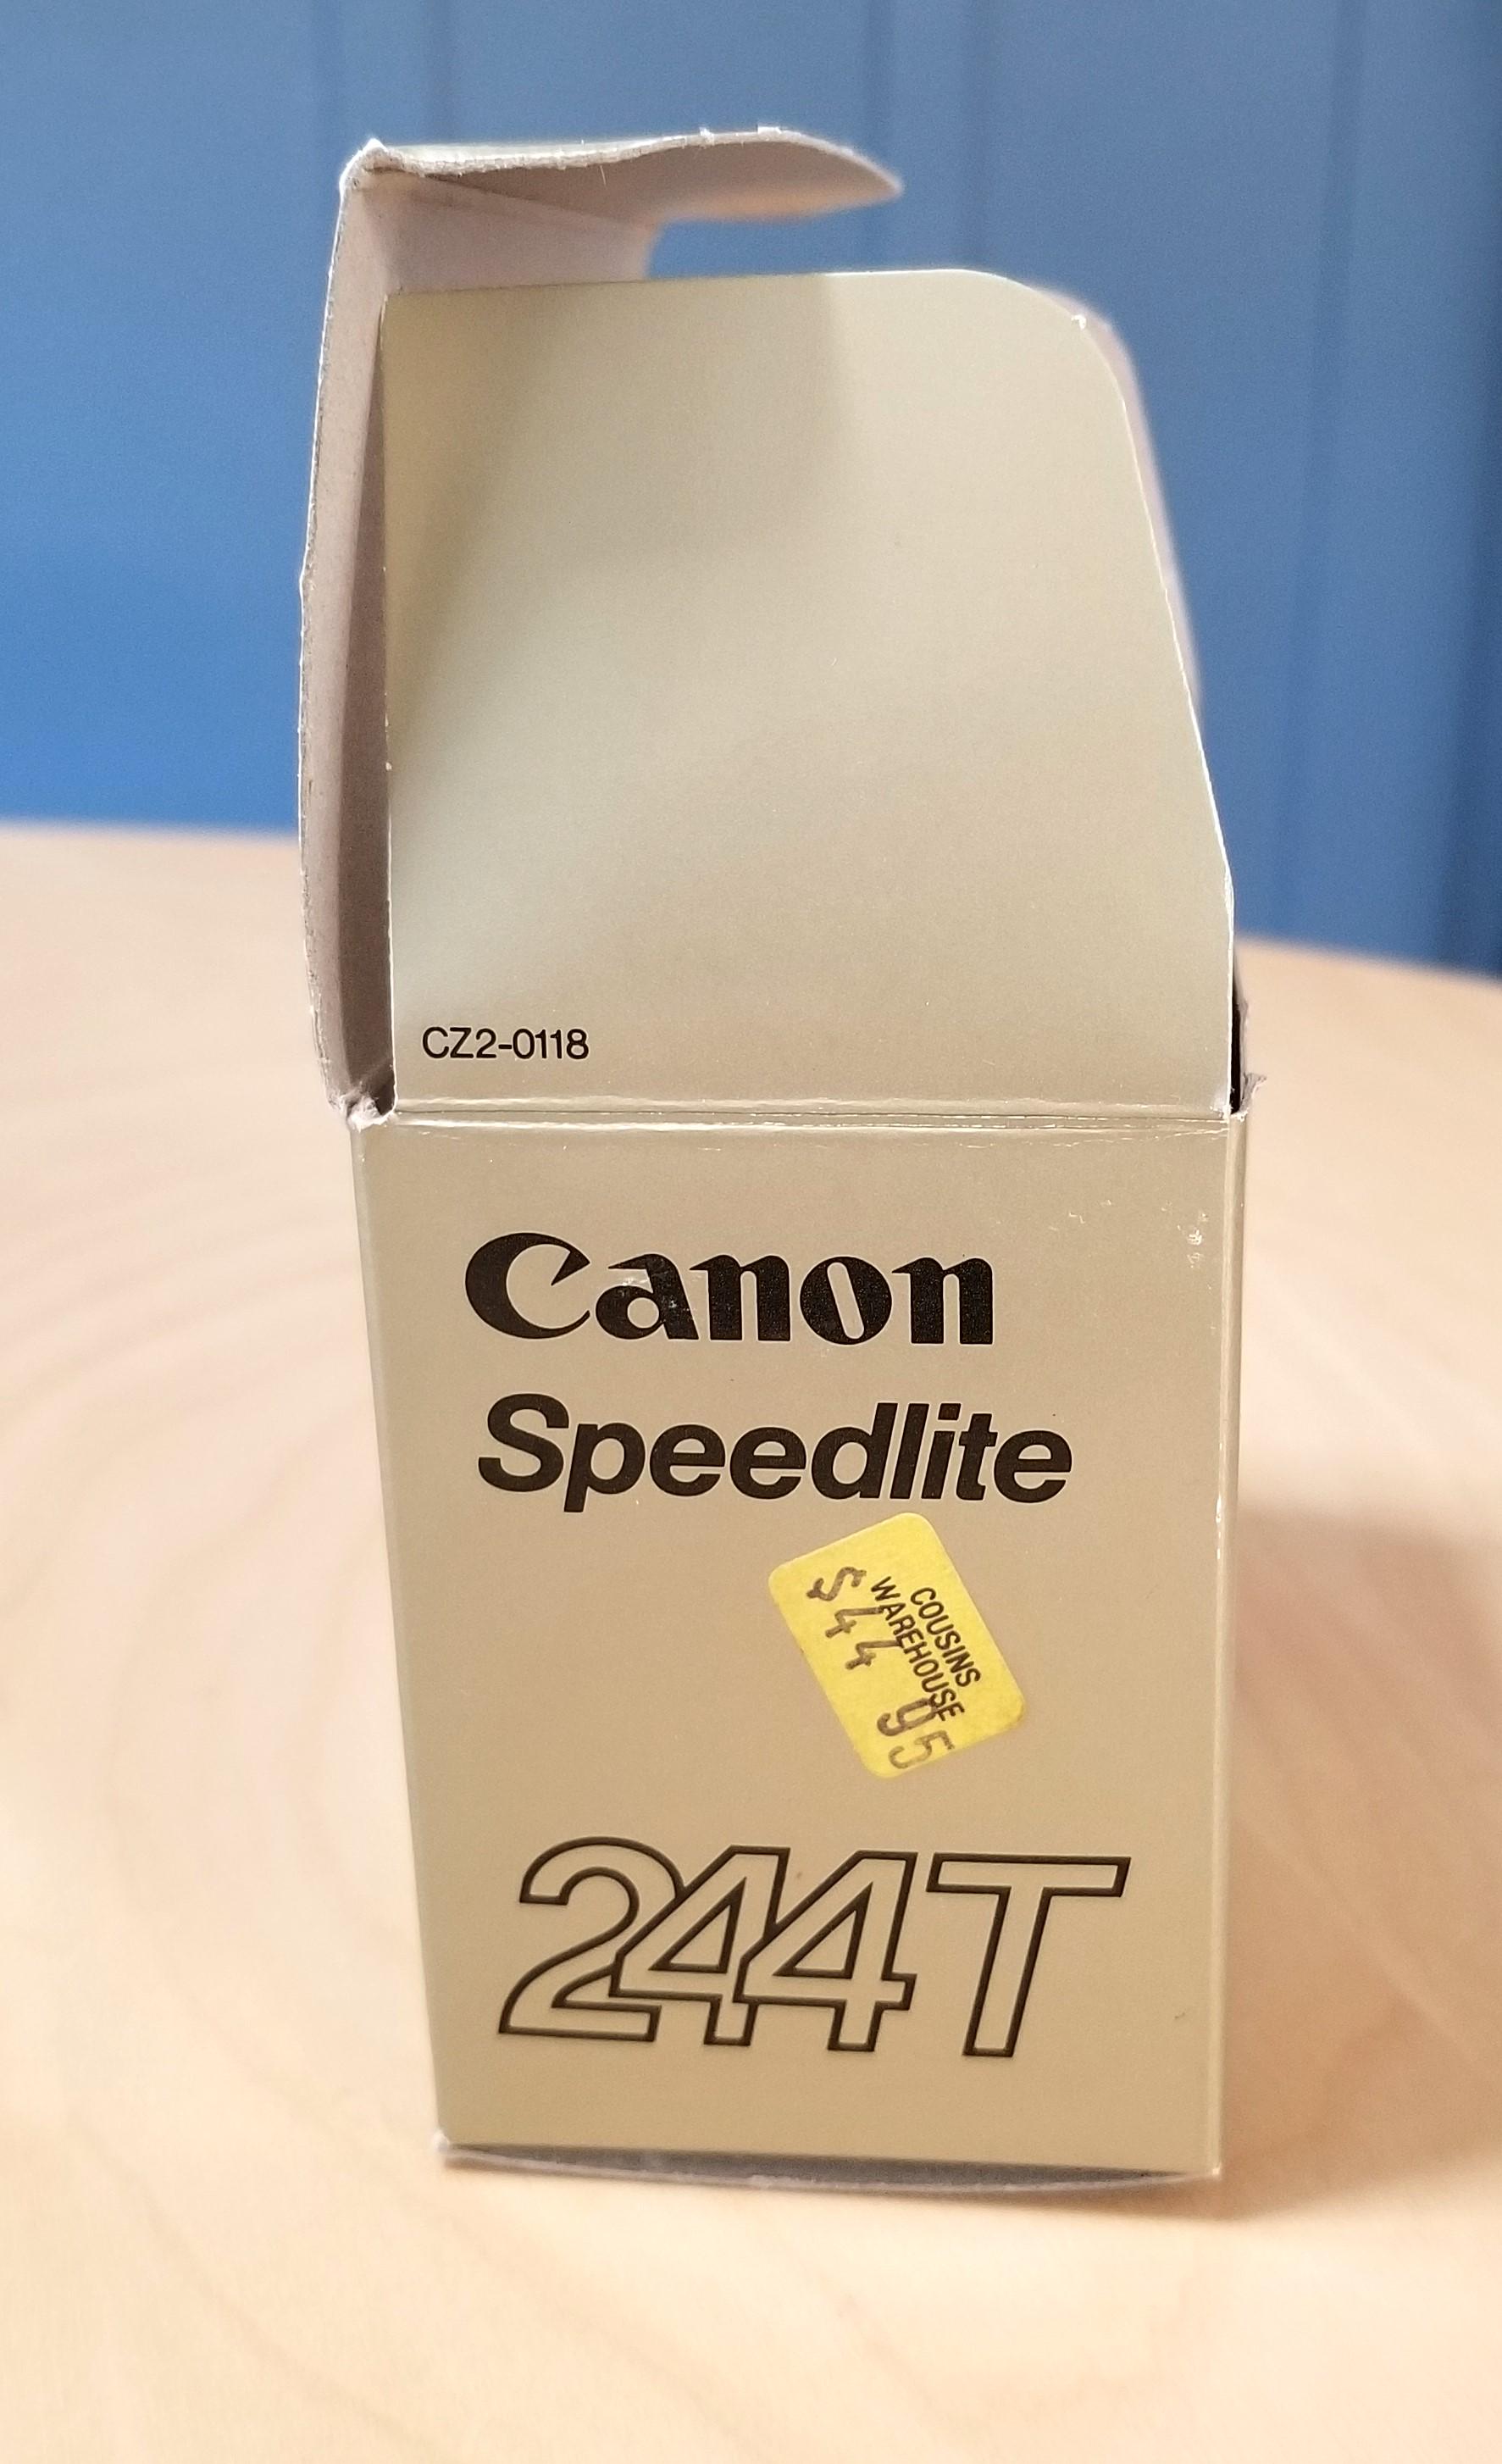 CZ2-0118
Canon
Speedlite
COUSINS
WAREHOUSE
$44 95
244T